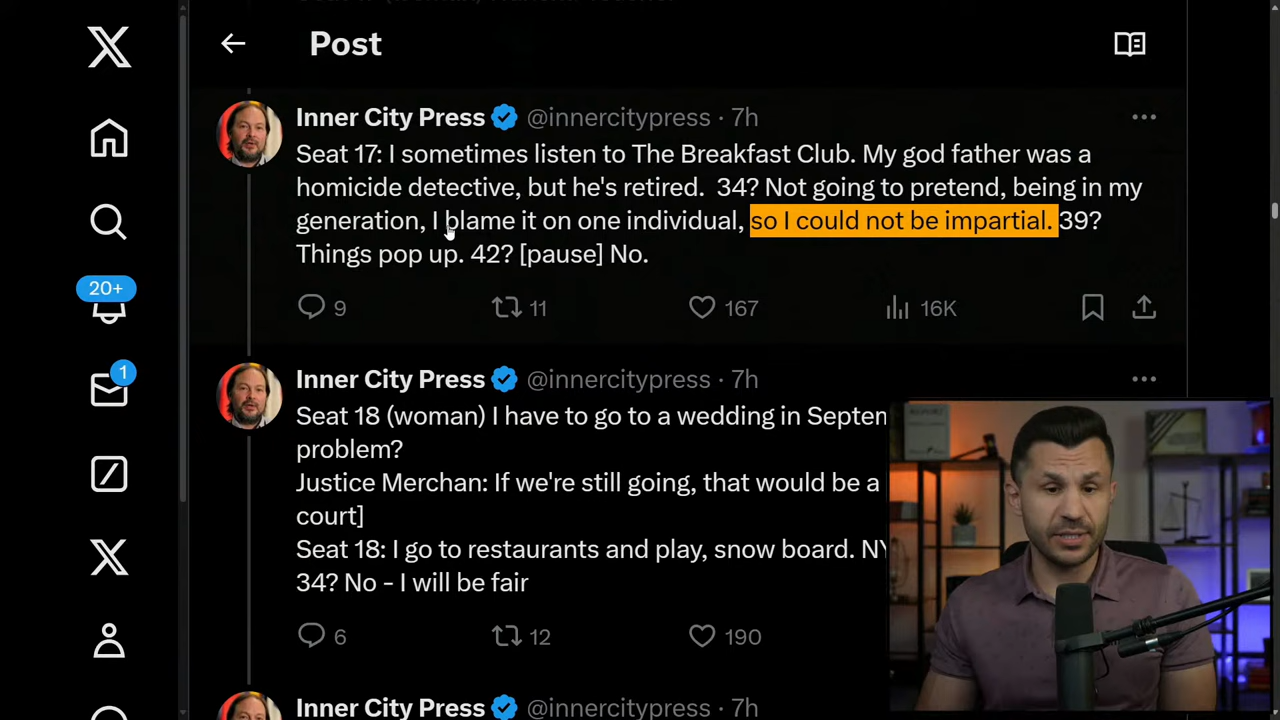 Post
Inner City Press @innercitypress · 7h
Seat 17: I sometimes listen to The Breakfast Club. My god father was a
homicide detective, but he's retired. 34? Not going to pretend, being in my
generation, I blame it on one individual, so I could not be impartial. 39?
Things pop up. 42? [pause] No.
9 11 167 16K
20+
1
Inner City Press @innercitypress · 7h
Seat 18 (woman) I have to go to a wedding in Septem
problem?
Justice Merchan: If we're still going, that would be a
court]
Seat 18: I go to restaurants and play, snow board. NY
34? No - I will be fair
6 12 190
Inner City Press @innercitypress · 7h